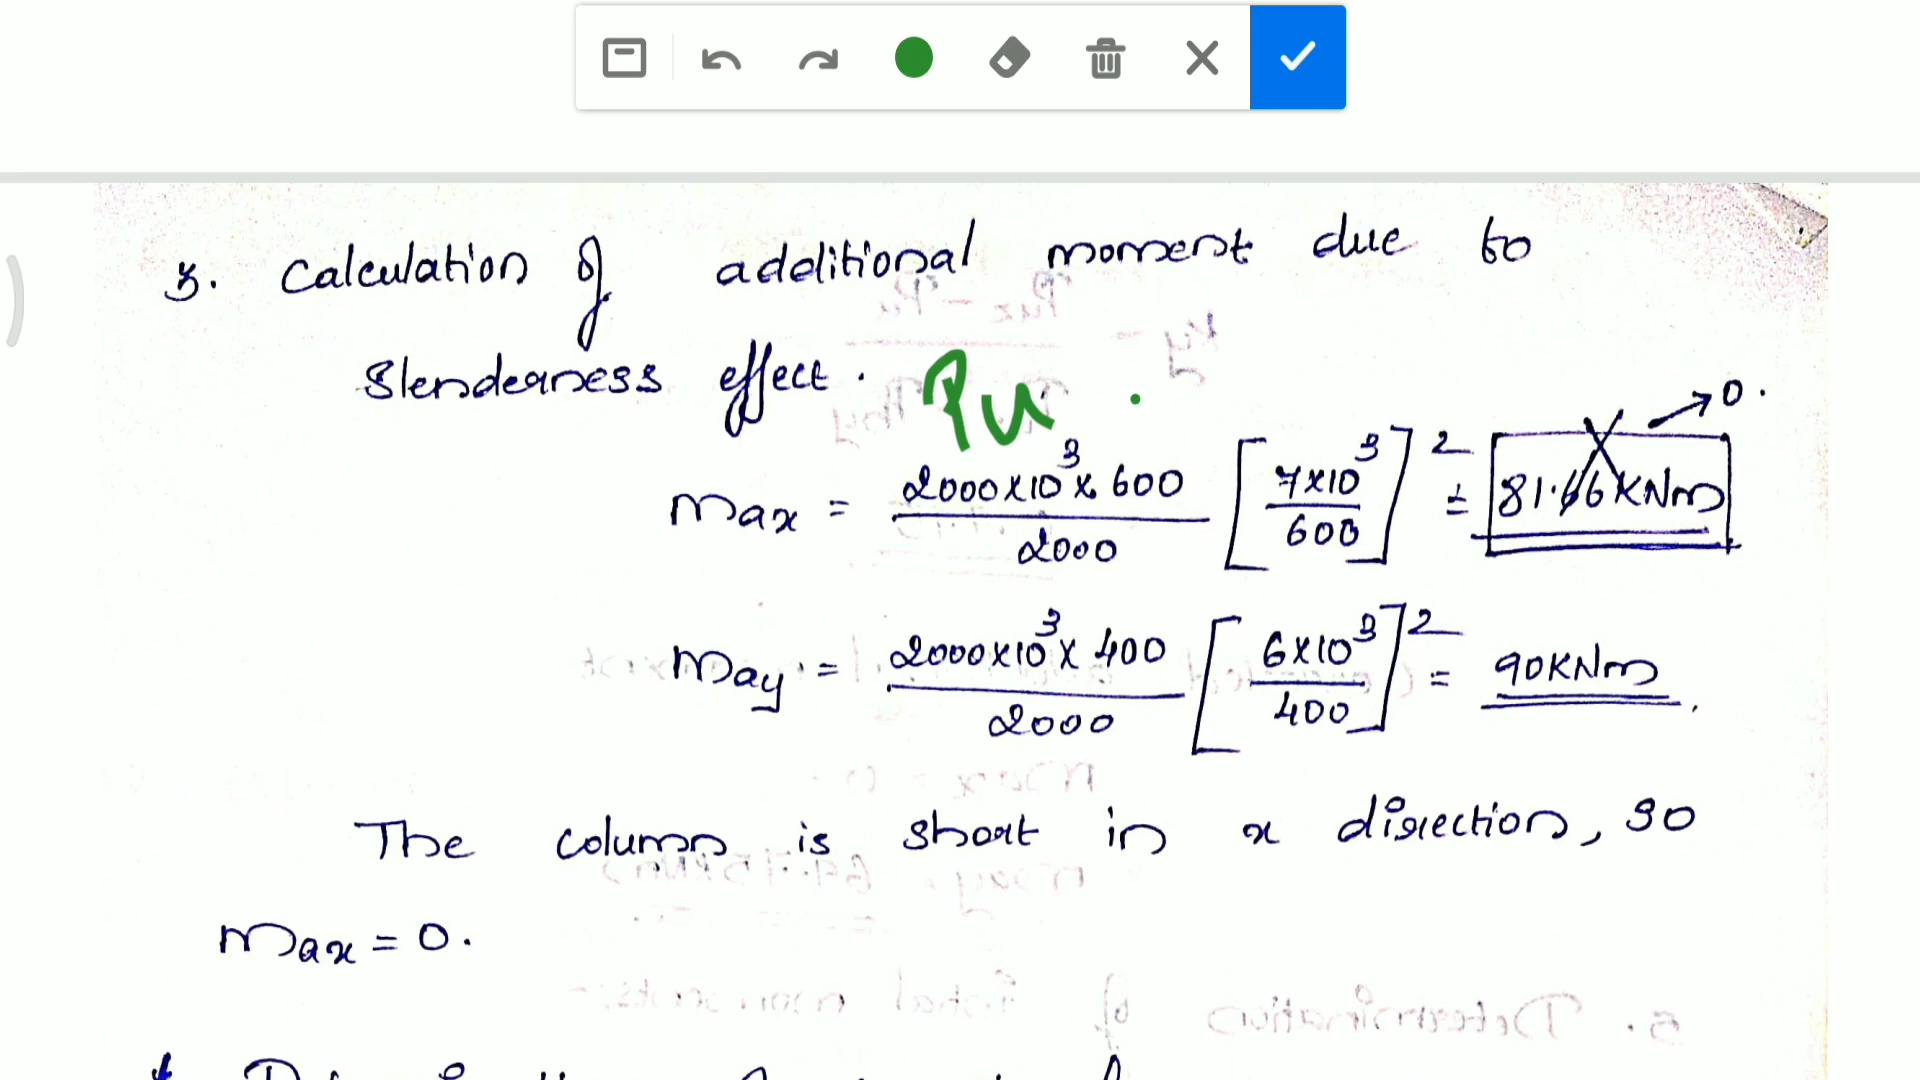 3. Calculation of additional moment due to
Slenderness effect. Pu .
Max = 2000x10^3 x 600 / 2000 [7x10^3 / 600]^2 = 81.66 KNm → 0.
May = 2000x10^3 x 400 / 2000 [6x10^3 / 400]^2 = 90KNm.
The column is short in x direction, so
Max = 0.